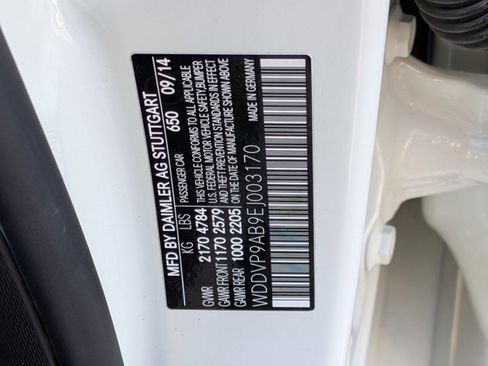 MFD BY DAIMLER AG STUTTGART
650 09/14
KG LBS PASSENGER CAR
GVWR 2170 4784
GAWR FRONT 1170 2579
GAWR REAR 1000 2205
THIS VEHICLE CONFORMS TO ALL APPLICABLE
U.S. FEDERAL MOTOR VEHICLE SAFETY, BUMPER
AND THEFT PREVENTION STANDARDS IN EFFECT
ON THE DATE OF MANUFACTURE SHOWN ABOVE
WDDVP9AB9EJ003170
MADE IN GERMANY